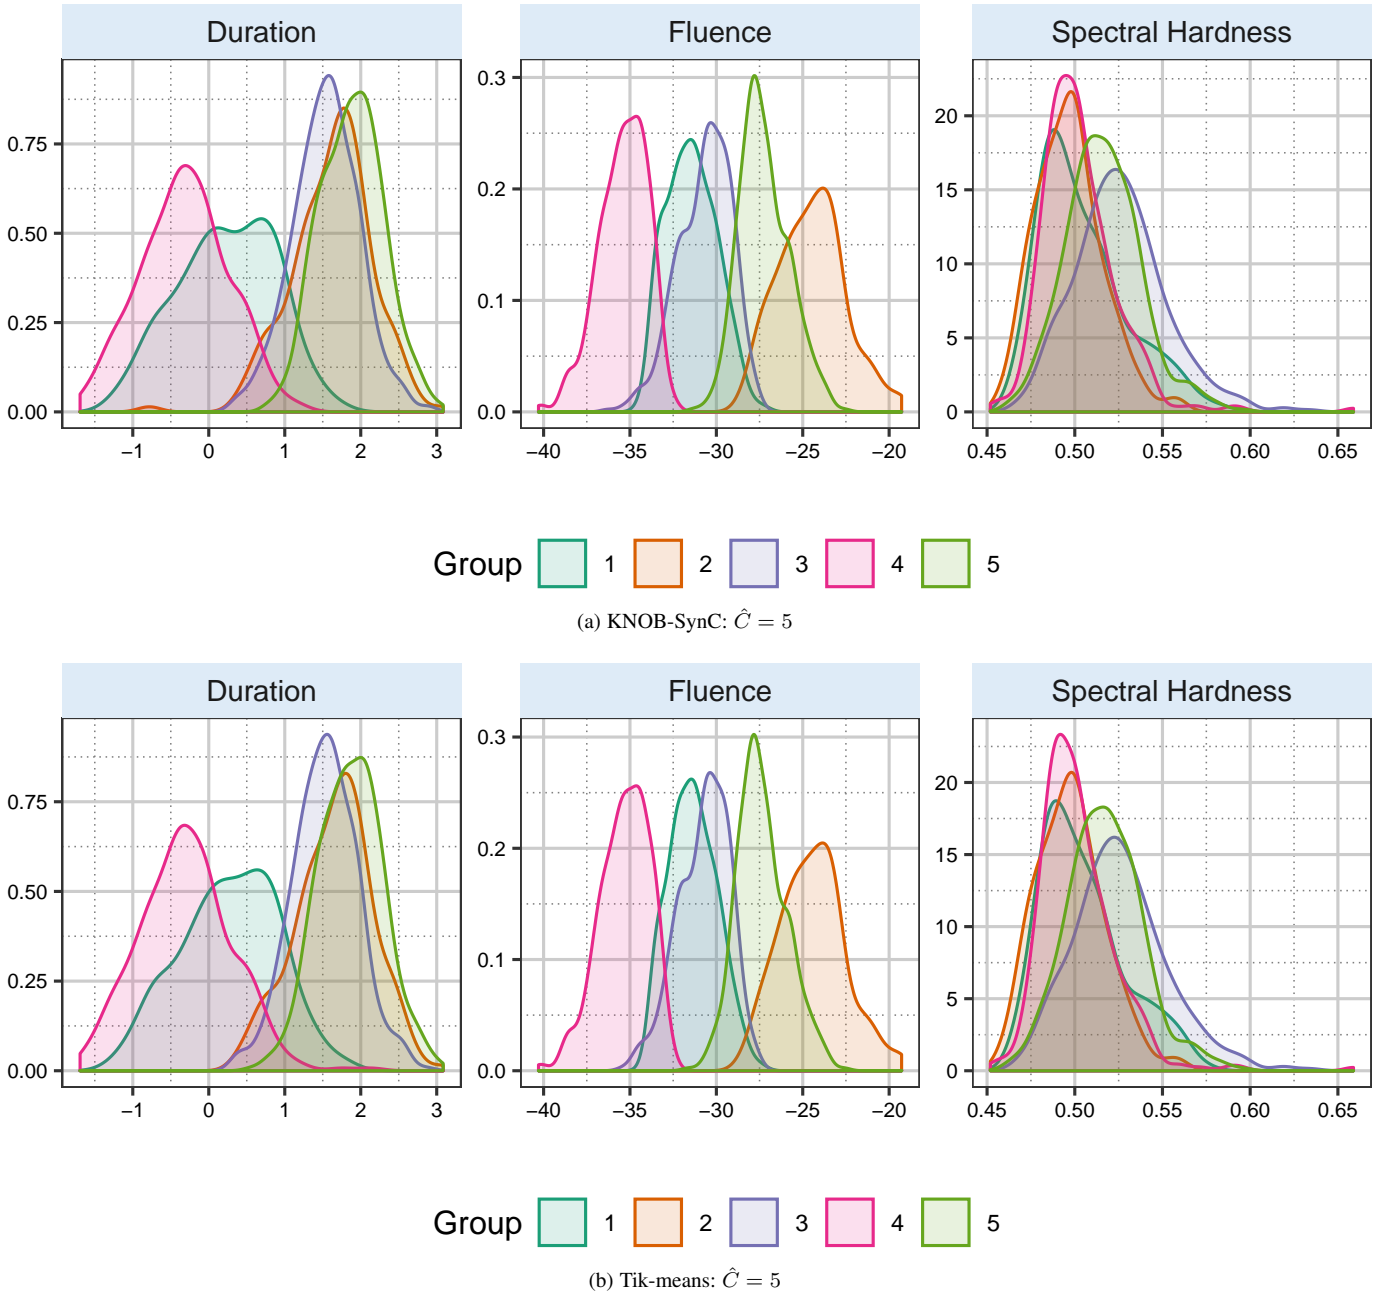 Duration Fluence Spectral Hardness
0.75
0.50
0.25
0.00
0.3
0.2
0.1
0.0
20
15
10
5
0
−1 0 1 2 3
−40 −35 −30 −25 −20
0.45 0.50 0.55 0.60 0.65
Group 1 2 3 4 5
(a) KNOB-SynC: Ĉ = 5
Duration Fluence Spectral Hardness
0.75
0.50
0.25
0.00
0.3
0.2
0.1
0.0
20
15
10
5
0
−1 0 1 2 3
−40 −35 −30 −25 −20
0.45 0.50 0.55 0.60 0.65
Group 1 2 3 4 5
(b) Tik-means: Ĉ = 5